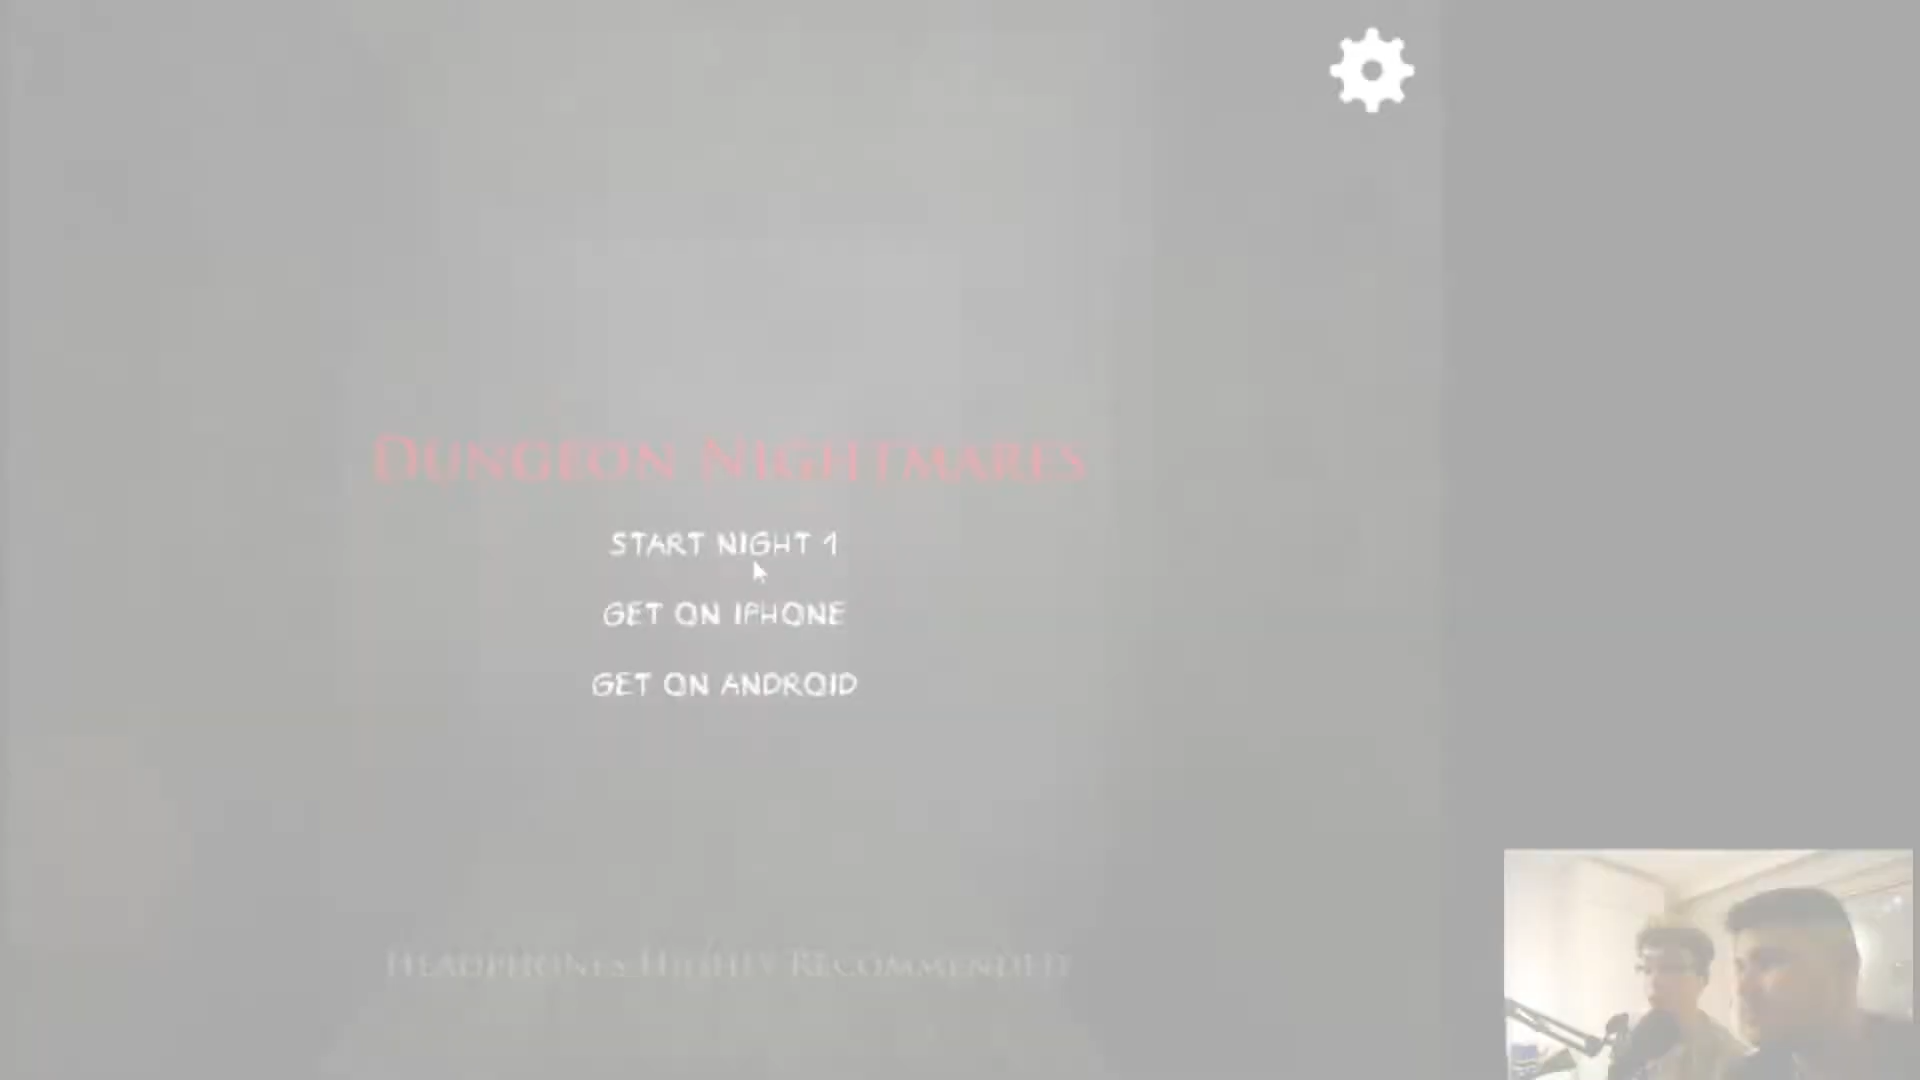 DUNGEON NIGHTMARES
START NIGHT 1
GET ON IPHONE
GET ON ANDROID
HEADPHONES HIGHLY RECOMMENDED